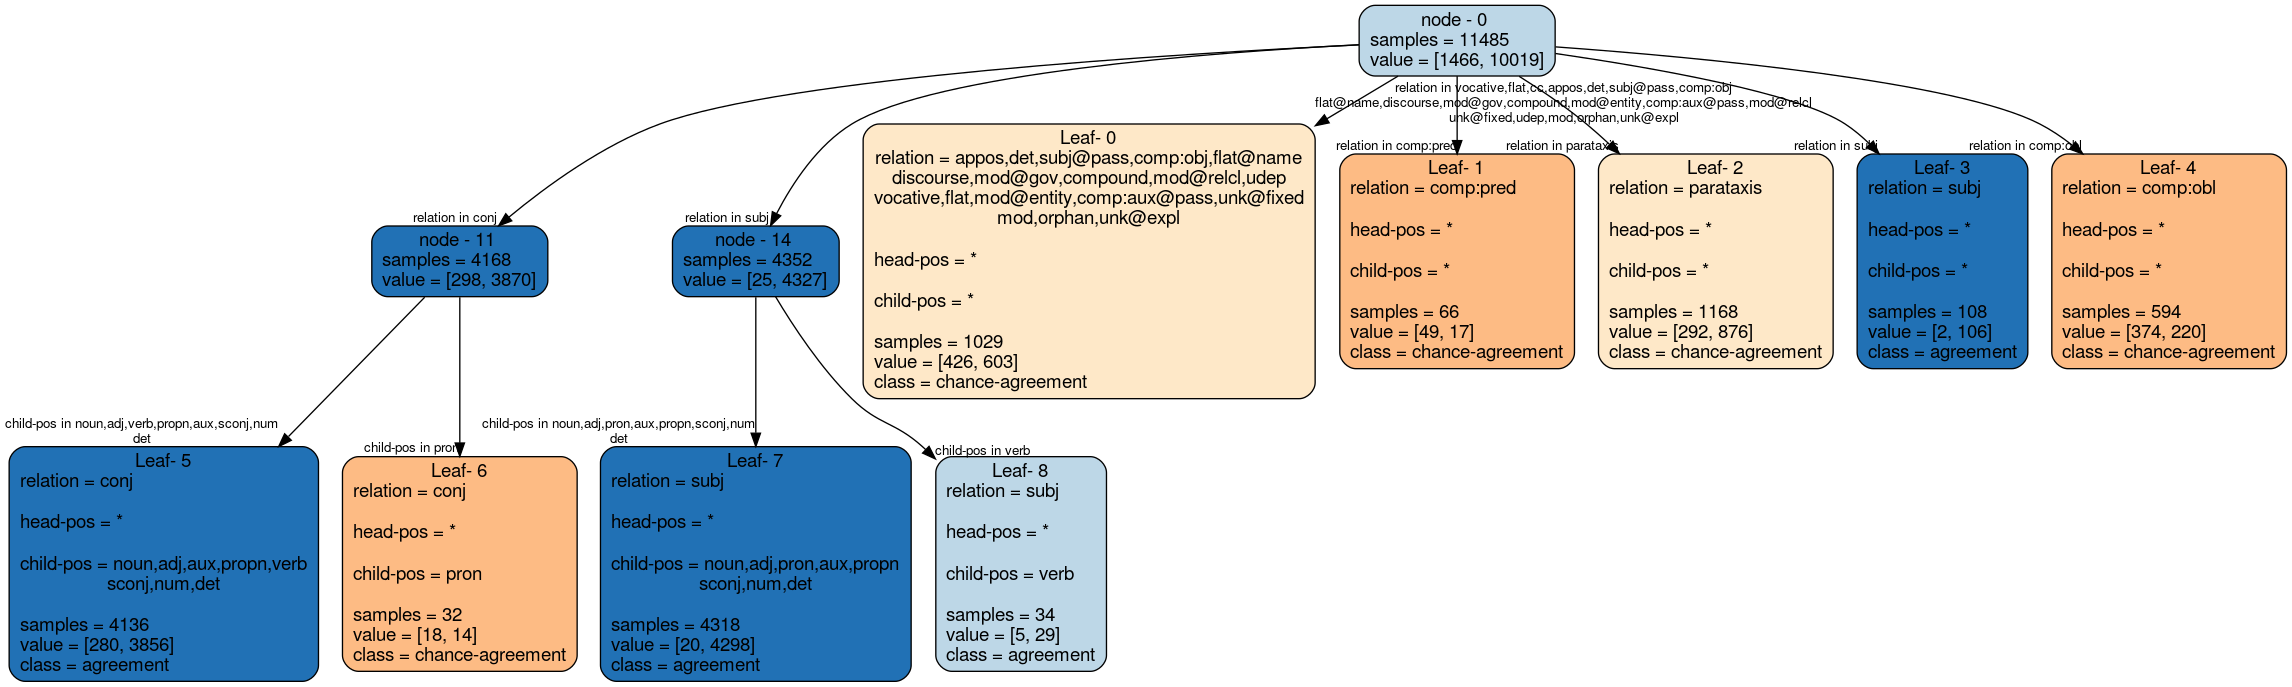 node - 0
samples = 11485
value = [1466, 10019]
relation in vocative,flat,cc,appos,det,subj@pass,comp:obj
flat@name,discourse,mod@gov,compound,mod@entity,comp:aux@pass,mod@relcl
unk@fixed,udep,mod,orphan,unk@expl
relation in conj
relation in subj
relation in comp:pred
relation in parataxis
relation in subj
relation in comp:obl
node - 11
samples = 4168
value = [298, 3870]
node - 14
samples = 4352
value = [25, 4327]
Leaf- 0
relation = appos,det,subj@pass,comp:obj,flat@name
discourse,mod@gov,compound,mod@relcl,udep
vocative,flat,mod@entity,comp:aux@pass,unk@fixed
mod,orphan,unk@expl
head-pos = *
child-pos = *
samples = 1029
value = [426, 603]
class = chance-agreement
Leaf- 1
relation = comp:pred
head-pos = *
child-pos = *
samples = 66
value = [49, 17]
class = chance-agreement
Leaf- 2
relation = parataxis
head-pos = *
child-pos = *
samples = 1168
value = [292, 876]
class = chance-agreement
Leaf- 3
relation = subj
head-pos = *
child-pos = *
samples = 108
value = [2, 106]
class = agreement
Leaf- 4
relation = comp:obl
head-pos = *
child-pos = *
samples = 594
value = [374, 220]
class = chance-agreement
child-pos in noun,adj,verb,propn,aux,sconj,num
det
child-pos in pron
child-pos in noun,adj,pron,aux,propn,sconj,num
det
child-pos in verb
Leaf- 5
relation = conj
head-pos = *
child-pos = noun,adj,aux,propn,verb
sconj,num,det
samples = 4136
value = [280, 3856]
class = agreement
Leaf- 6
relation = conj
head-pos = *
child-pos = pron
samples = 32
value = [18, 14]
class = chance-agreement
Leaf- 7
relation = subj
head-pos = *
child-pos = noun,adj,pron,aux,propn
sconj,num,det
samples = 4318
value = [20, 4298]
class = agreement
Leaf- 8
relation = subj
head-pos = *
child-pos = verb
samples = 34
value = [5, 29]
class = agreement